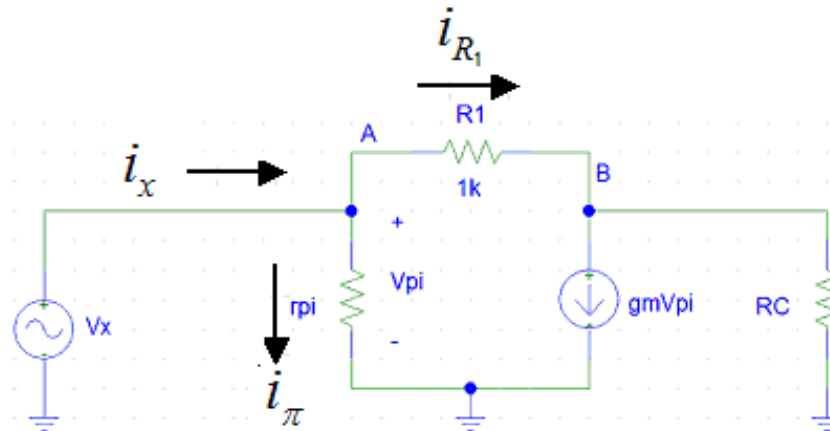 i_{R_1}
R1
A
1k
B
i_x
+
Vpi
-
rpi
gmVpi
RC
Vx
i_π